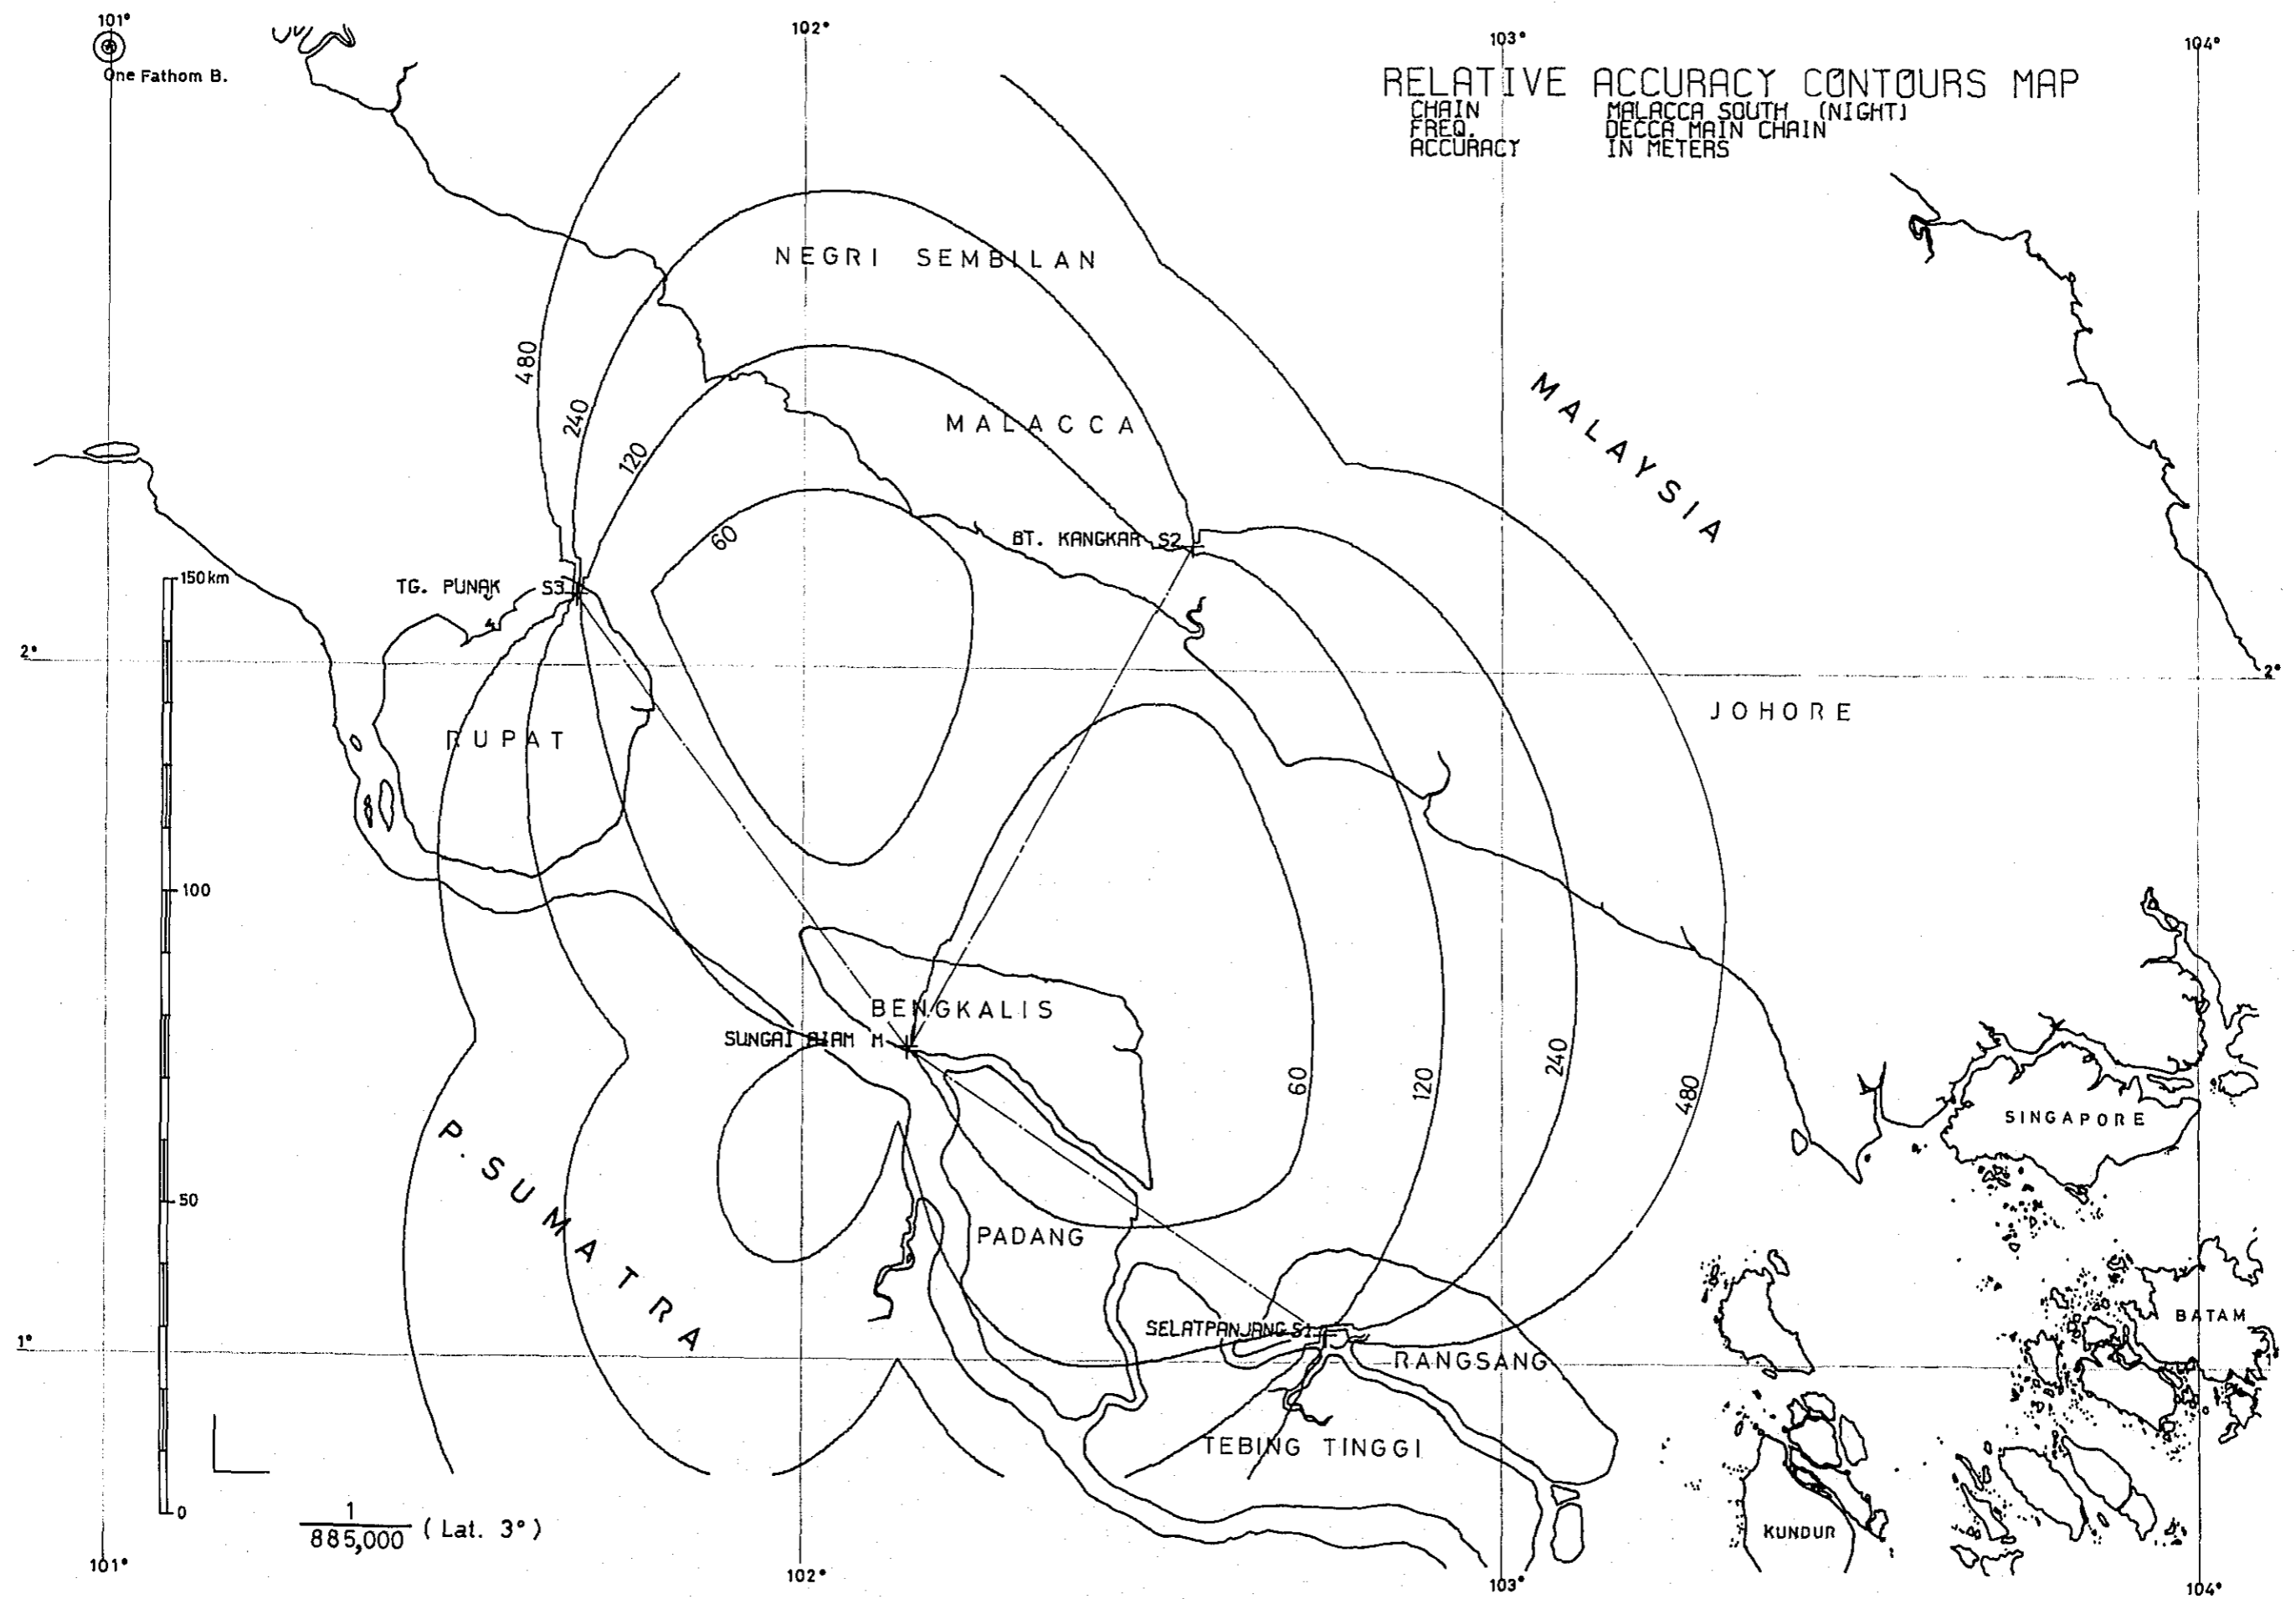 101°
102°
103°
104°
One Fathom B.
RELATIVE ACCURACY CONTOURS MAP
CHAIN MALACCA SOUTH (NIGHT)
FREQ. DECCA MAIN CHAIN
ACCURACY IN METERS
NEGRI SEMBILAN
480
240
120
MALACCA
MALAYSIA
60
BT. KANGKAR S2
150km
TG. PUNAK S3
2°
2°
RUPAT
JOHORE
100
BENGKALIS
SUNGAI SIAM M
60
120
240
480
SINGAPORE
P. SUMATRA
50
PADANG
BATAM
SELATPANJANG S1
1°
RANGSANG
TEBING TINGGI
0
1
885,000 (Lat. 3°)
KUNDUR
101°
102°
103°
104°